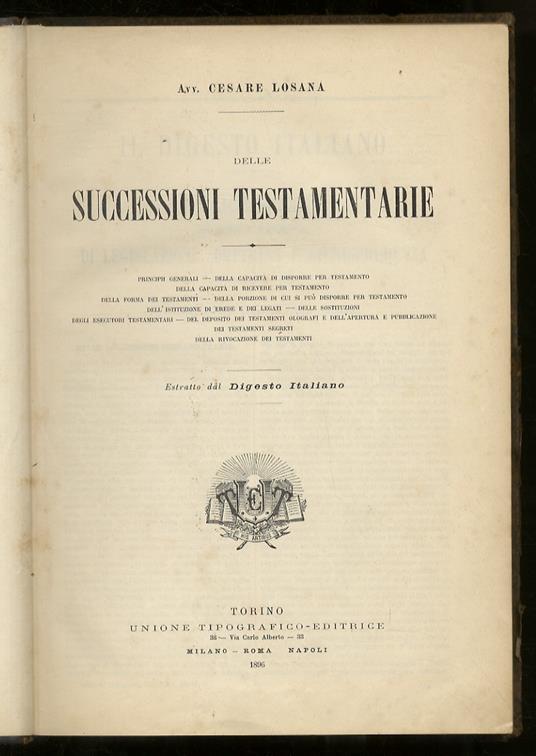 Avv. CESARE LOSANA
DELLE
SUCCESSIONI TESTAMENTARIE
PRINCIPII GENERALI — DELLA CAPACITÀ DI DISPORRE PER TESTAMENTO
DELLA CAPACITÀ DI RICEVERE PER TESTAMENTO
DELLA FORMA DEI TESTAMENTI — DELLA PORZIONE DI CUI SI PUÒ DISPORRE PER TESTAMENTO
DELL'ISTITUZIONE DI EREDE E DEI LEGATI — DELLE SOSTITUZIONI
DEGLI ESECUTORI TESTAMENTARI — DEL DEPOSITO DEI TESTAMENTI OLOGRAFI E DELL'APERTURA E PUBBLICAZIONE
DEI TESTAMENTI SEGRETI
DELLA RIVOCAZIONE DEI TESTAMENTI
Estratto dal Digesto Italiano
HIS ARTIBUS
TORINO
UNIONE TIPOGRAFICO-EDITRICE
33 — Via Carlo Alberto — 33
MILANO — ROMA NAPOLI
1896